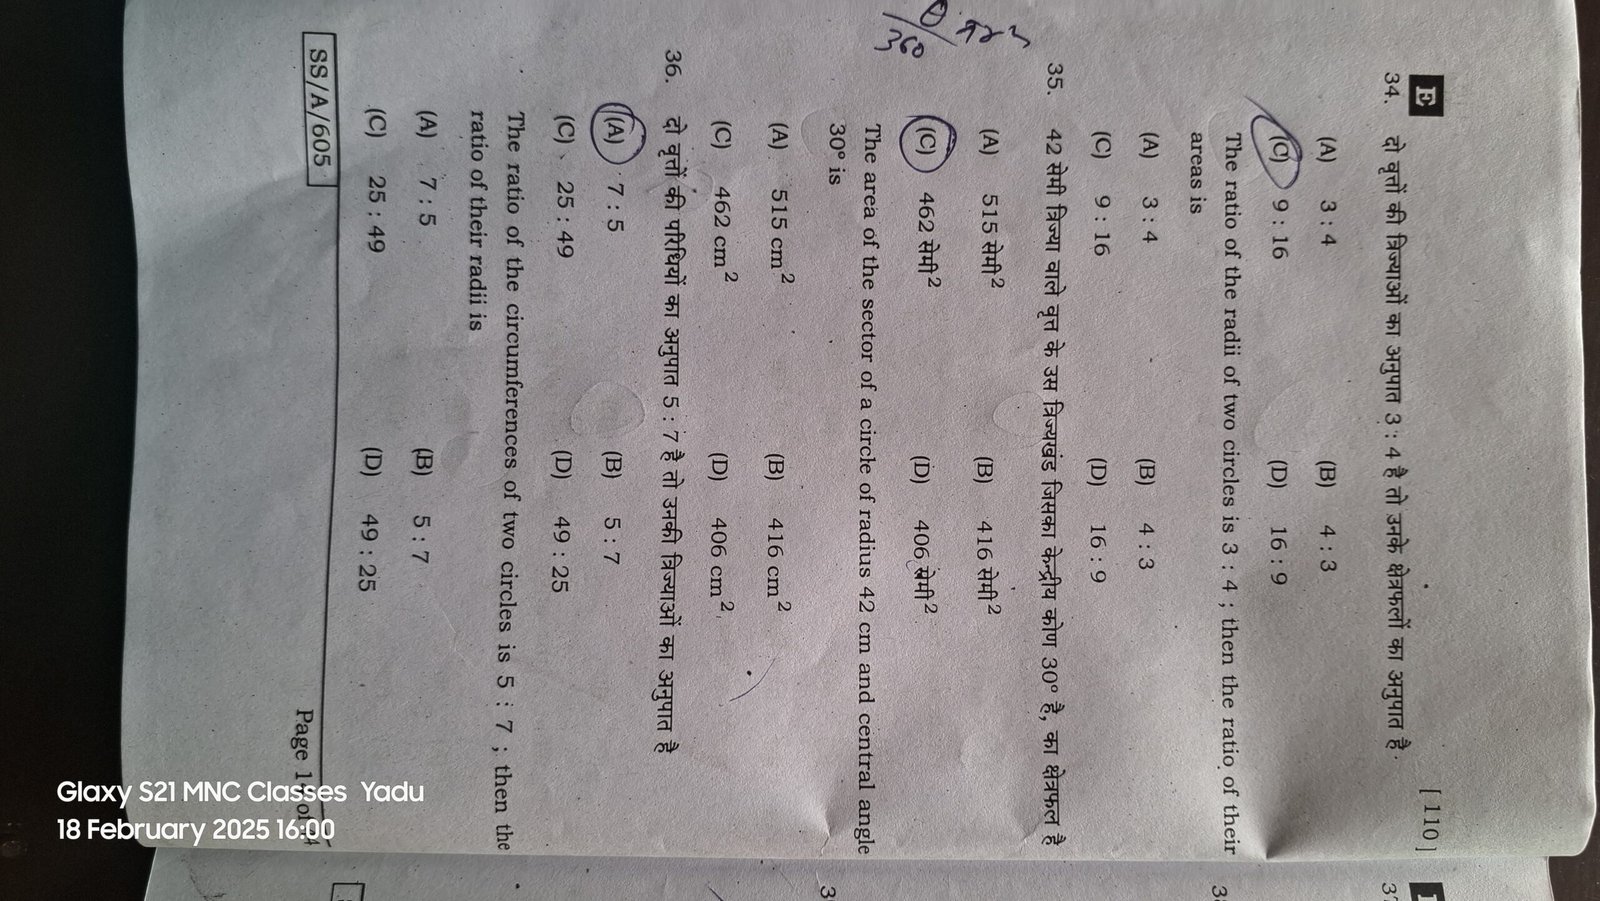 E
[ 110 ]
34. दो वृत्तों की त्रिज्याओं का अनुपात 3 : 4 है तो उनके क्षेत्रफलों का अनुपात है
(A) 3 : 4 (B) 4 : 3
(C) 9 : 16 (D) 16 : 9
The ratio of the radii of two circles is 3 : 4 ; then the ratio of their
areas is
(A) 3 : 4 (B) 4 : 3
(C) 9 : 16 (D) 16 : 9
35. 42 सेमी त्रिज्या वाले वृत्त के उस त्रिज्यखंड जिसका केन्द्रीय कोण 30° है, का क्षेत्रफल है
(A) 515 सेमी² (B) 416 सेमी²
(C) 462 सेमी² (D) 406 सेमी²
θ/360
The area of the sector of a circle of radius 42 cm and central angle
30° is
(A) 515 cm² (B) 416 cm²
(C) 462 cm² (D) 406 cm²
36. दो वृत्तों की परिधियों का अनुपात 5 : 7 है तो उनकी त्रिज्याओं का अनुपात है
(A) 7 : 5 (B) 5 : 7
(C) 25 : 49 (D) 49 : 25
The ratio of the circumferences of two circles is 5 : 7 ; then the
ratio of their radii is
(A) 7 : 5 (B) 5 : 7
(C) 25 : 49 (D) 49 : 25
SS/A/605
Page
Glaxy S21 MNC Classes Yadu
18 February 2025 16:00